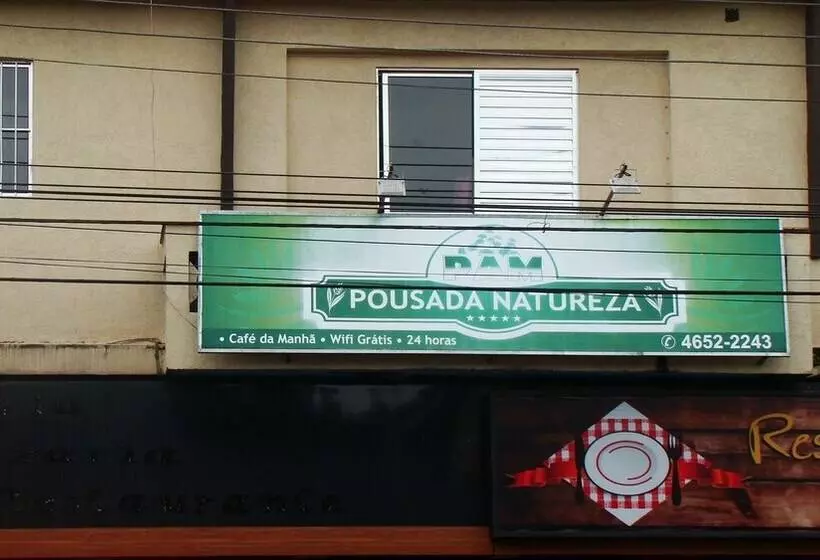 PAM
POUSADA NATUREZA
• Café da Manhã • Wifi Grátis • 24 horas
4652-2243
Res